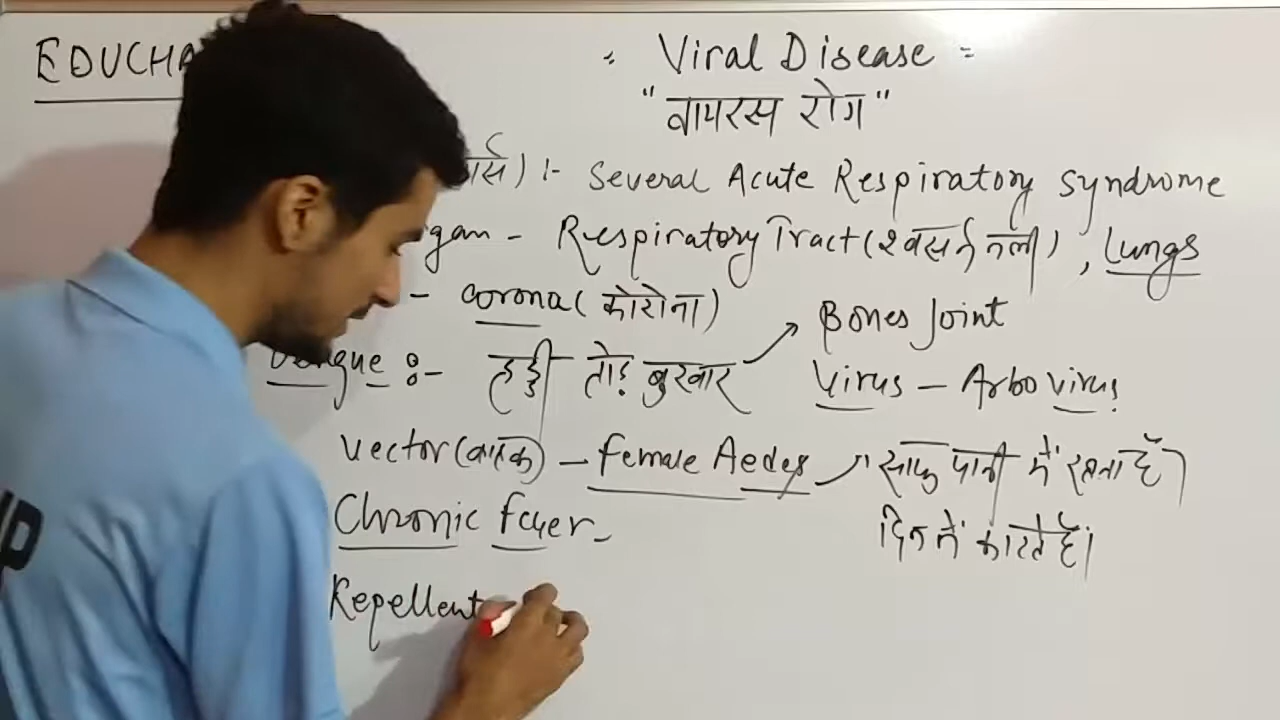 EDUCHA
Viral Disease =
"वायरस रोग"
र्स) :- Several Acute Respiratory Syndrome
gan - Respiratory Tract (श्वसन नली), Lungs
- Corona (कोरोना)
Bones Joint
Dengue :- हड्डी तोड़ बुखार
Virus - Arbo virus
Vector (वाहक) - female Aedes
साफ पानी में रहता है
Chronic fever -
दिन में काटते है।
Repellent